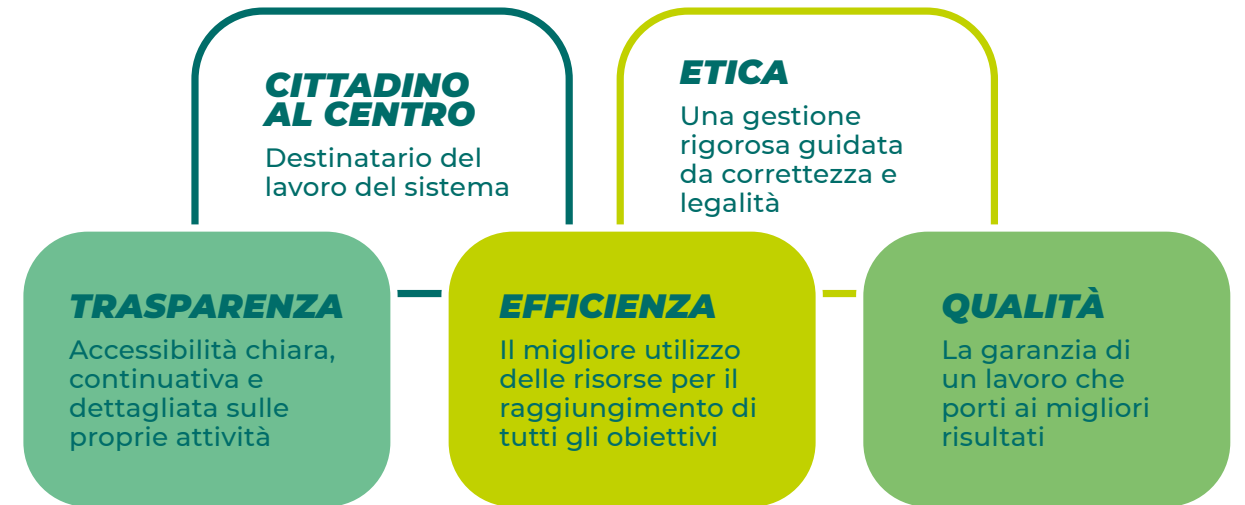 CITTADINO
AL CENTRO
Destinatario del
lavoro del sistema
ETICA
Una gestione
rigorosa guidata
da correttezza e
legalità
TRASPARENZA
Accessibilità chiara,
continuativa e
dettagliata sulle
proprie attività
EFFICIENZA
Il migliore utilizzo
delle risorse per il
raggiungimento di
tutti gli obiettivi
QUALITÀ
La garanzia di
un lavoro che
porti ai migliori
risultati